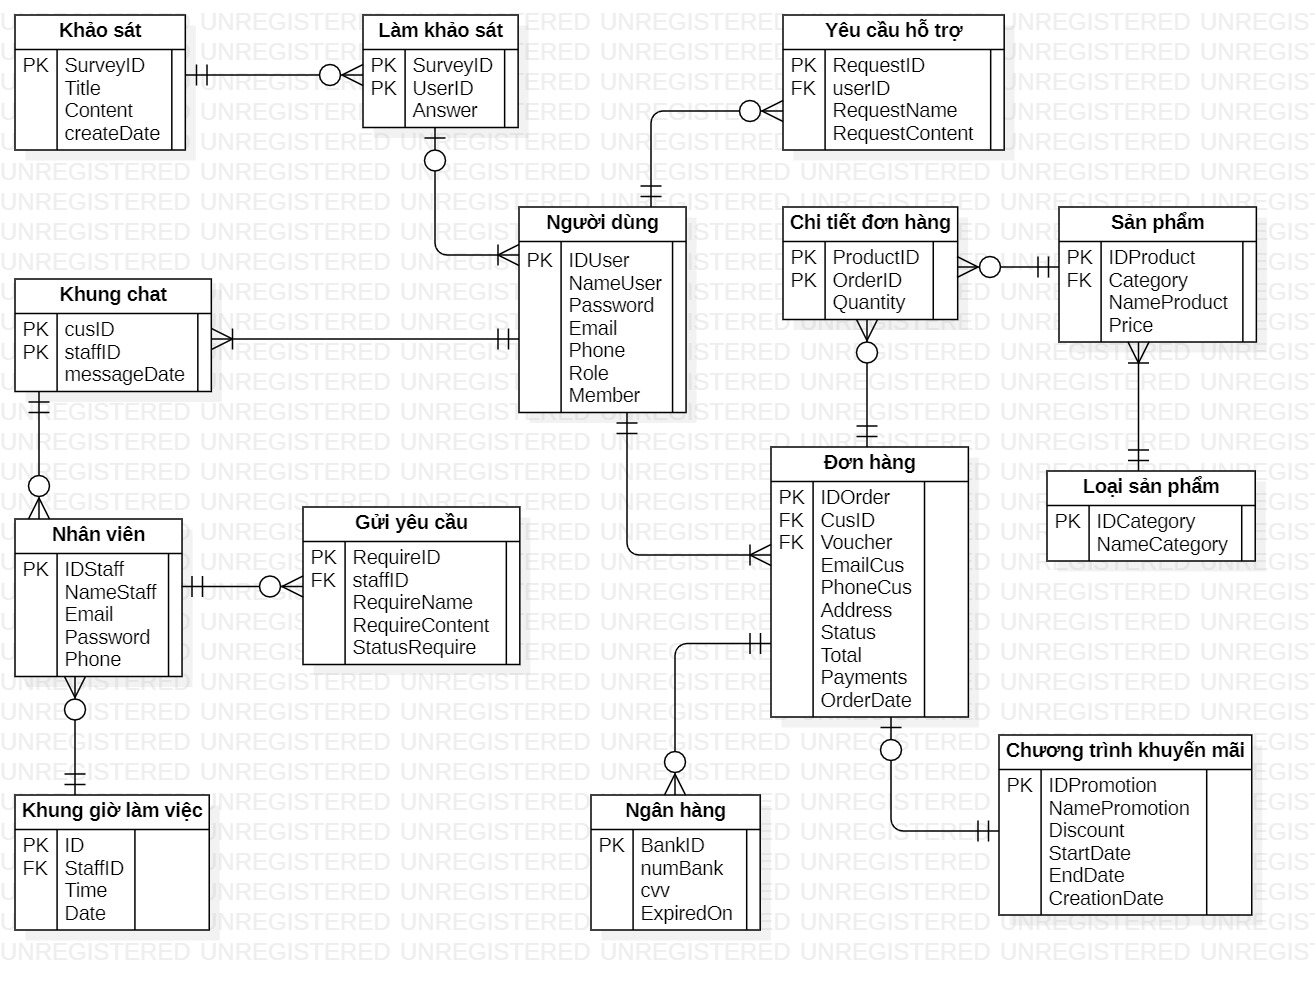 Khảo sát
PK SurveyID
Title
Content
createDate
Làm khảo sát
PK SurveyID
PK UserID
Answer
Yêu cầu hỗ trợ
PK RequestID
FK userID
RequestName
RequestContent
Người dùng
PK IDUser
NameUser
Password
Email
Phone
Role
Member
Chi tiết đơn hàng
PK ProductID
PK OrderID
Quantity
Sản phẩm
PK IDProduct
FK Category
NameProduct
Price
Khung chat
PK cusID
PK staffID
messageDate
Đơn hàng
PK IDOrder
FK CusID
FK Voucher
EmailCus
PhoneCus
Address
Status
Total
Payments
OrderDate
Loại sản phẩm
PK IDCategory
NameCategory
Nhân viên
PK IDStaff
NameStaff
Email
Password
Phone
Gửi yêu cầu
PK RequireID
FK staffID
RequireName
RequireContent
StatusRequire
Khung giờ làm việc
PK ID
FK StaffID
Time
Date
Ngân hàng
PK BankID
numBank
cvv
ExpiredOn
Chương trình khuyến mãi
PK IDPromotion
NamePromotion
Discount
StartDate
EndDate
CreationDate
UNREGISTERED